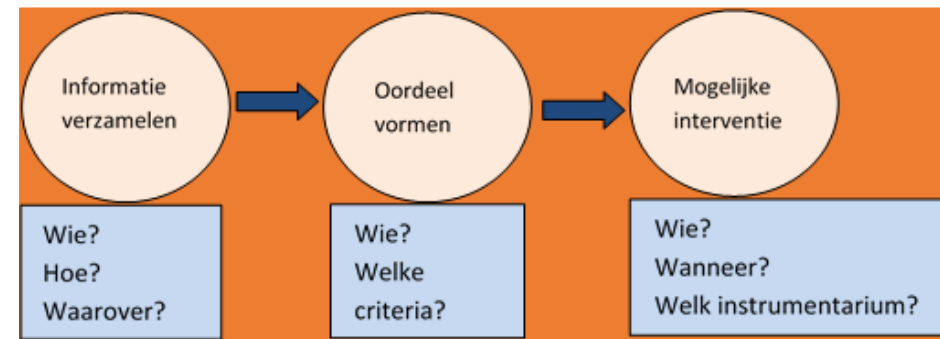 Informatie
verzamelen
Oordeel
vormen
Mogelijke
interventie
Wie?
Hoe?
Waarover?
Wie?
Welke
criteria?
Wie?
Wanneer?
Welk instrumentarium?